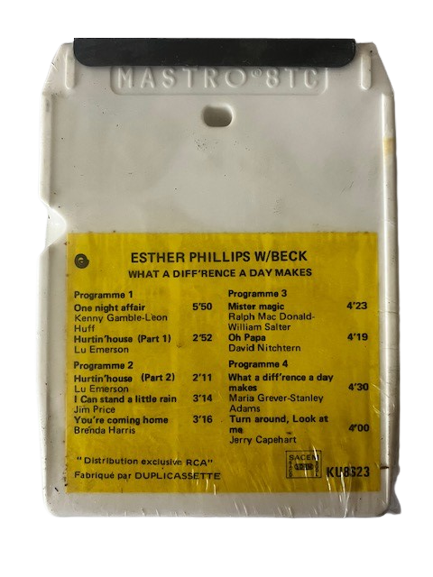 MASTRO 8TC
ESTHER PHILLIPS W/BECK
WHAT A DIFF'RENCE A DAY MAKES
Programme 1
One night affair 5'50
Kenny Gamble-Leon
Huff
Hurtin'house (Part 1) 2'52
Lu Emerson
Programme 2
Hurtin'house (Part 2) 2'11
Lu Emerson
I Can stand a little rain 3'14
Jim Price
You're coming home 3'16
Brenda Harris
Programme 3
Mister magic 4'23
Ralph Mac Donald-
William Salter
Oh Papa 4'19
David Nitchtern
Programme 4
What a diff'rence a day
makes 4'30
Maria Grever-Stanley
Adams
Turn around, Look at
me 4'00
Jerry Capehart
"Distribution exclusive RCA"
Fabriqué par DUPLICASSETTE
SACEM
KU8623